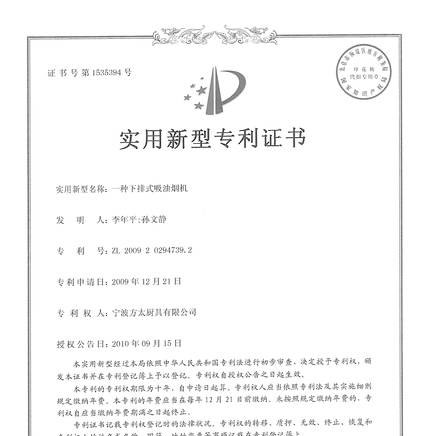 证书号第1535394号
实用新型专利证书
实用新型名称:一种下排式吸油烟机
发 明 人:李年平;孙文静
专 利 号:ZL 2009 2 0294739.2
专利申请日:2009年12月21日
专 利 权 人:宁波方太厨具有限公司
授权公告日:2010年09月15日
本实用新型经过本局依照中华人民共和国专利法进行初步审查,决定授予专利权,颁
发本证书并在专利登记簿上予以登记。专利权自授权公告之日起生效。
本专利的专利权期限为十年,自申请日起算。专利权人应当依照专利法及其实施细则
规定缴纳年费。本专利的年费应当在每年12月21日前缴纳。未按照规定缴纳年费的,专
利权自应当缴纳年费期满之日起终止。
专利证书记载专利权登记时的法律状况。专利权的转移、质押、无效、终止、恢复和